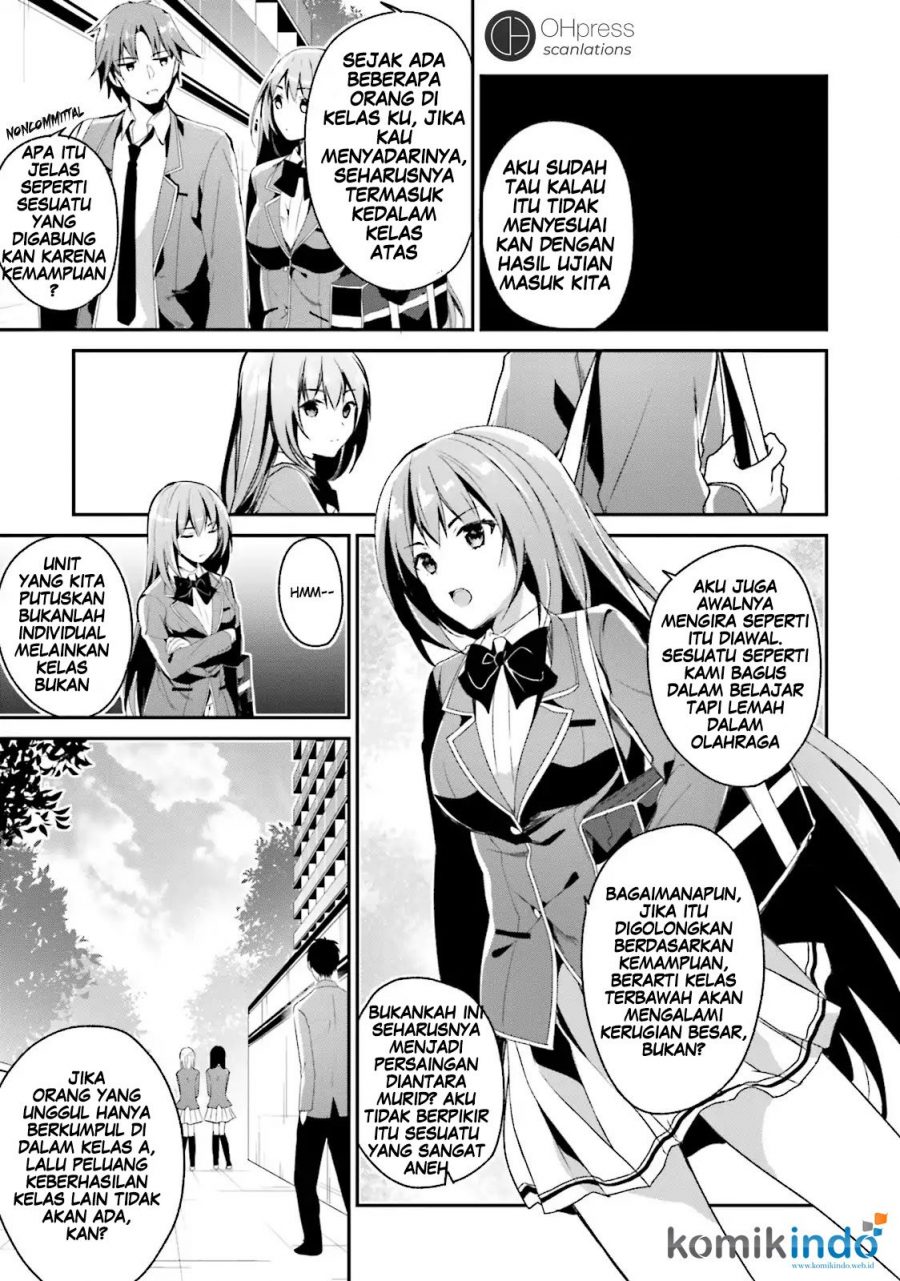 OHpress
scanlations
AKU SUDAH
TAU KALAU
ITU TIDAK
MENYESUAI
KAN DENGAN
HASIL UJIAN
MASUK KITA
SEJAK ADA
BEBERAPA
ORANG DI
KELAS KU, JIKA
KAU
MENYADARINYA,
SEHARUSNYA
TERMASUK
KEDALAM
KELAS
ATAS
NONCOMMITTAL
APA ITU
JELAS
SEPERTI
SESUATU
YANG
DIGABUNG
KAN KARENA
KEMAMPUAN
?
AKU JUGA
AWALNYA
MENGIRA SEPERTI
ITU DIAWAL.
SESUATU SEPERTI
KAMI BAGUS
DALAM BELAJAR
TAPI LEMAH
DALAM
OLAHRAGA
BAGAIMANAPUN,
JIKA ITU
DIGOLONGKAN
BERDASARKAN
KEMAMPUAN,
BERARTI KELAS
TERBAWAH AKAN
MENGALAMI
KERUGIAN BESAR,
BUKAN?
BUKANKAH INI
SEHARUSNYA
MENJADI
PERSAINGAN
DIANTARA
MURID? AKU
TIDAK BERPIKIR
ITU SESUATU
YANG SANGAT
ANEH
HMM--
UNIT
YANG KITA
PUTUSKAN
BUKANLAH
INDIVIDUAL
MELAINKAN
KELAS
BUKAN
JIKA
ORANG YANG
UNGGUL HANYA
BERKUMPUL DI
DALAM KELAS A,
LALU PELUANG
KEBERHASILAN
KELAS LAIN TIDAK
AKAN ADA,
KAN?
komikindo
www.komikindo.web.id